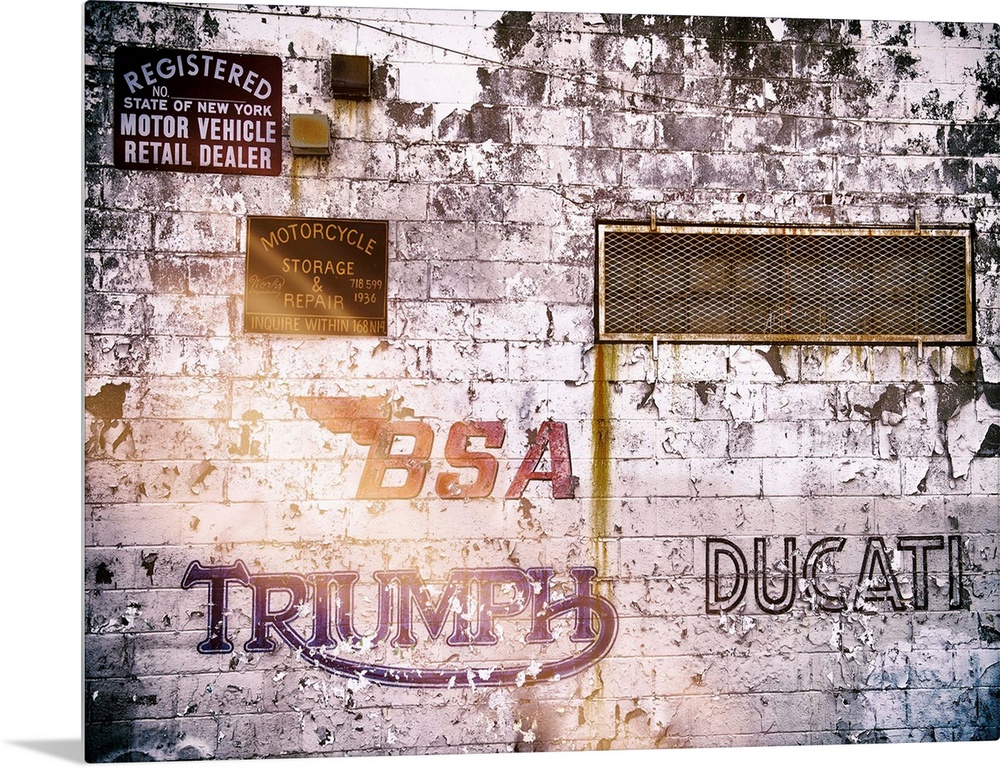 REGISTERED
NO.
STATE OF NEW YORK
MOTOR VEHICLE
RETAIL DEALER
MOTORCYCLE
STORAGE
&
REPAIR
718 599
1936
INQUIRE WITHIN 168 N14
BSA
TRIUMPH
DUCATI